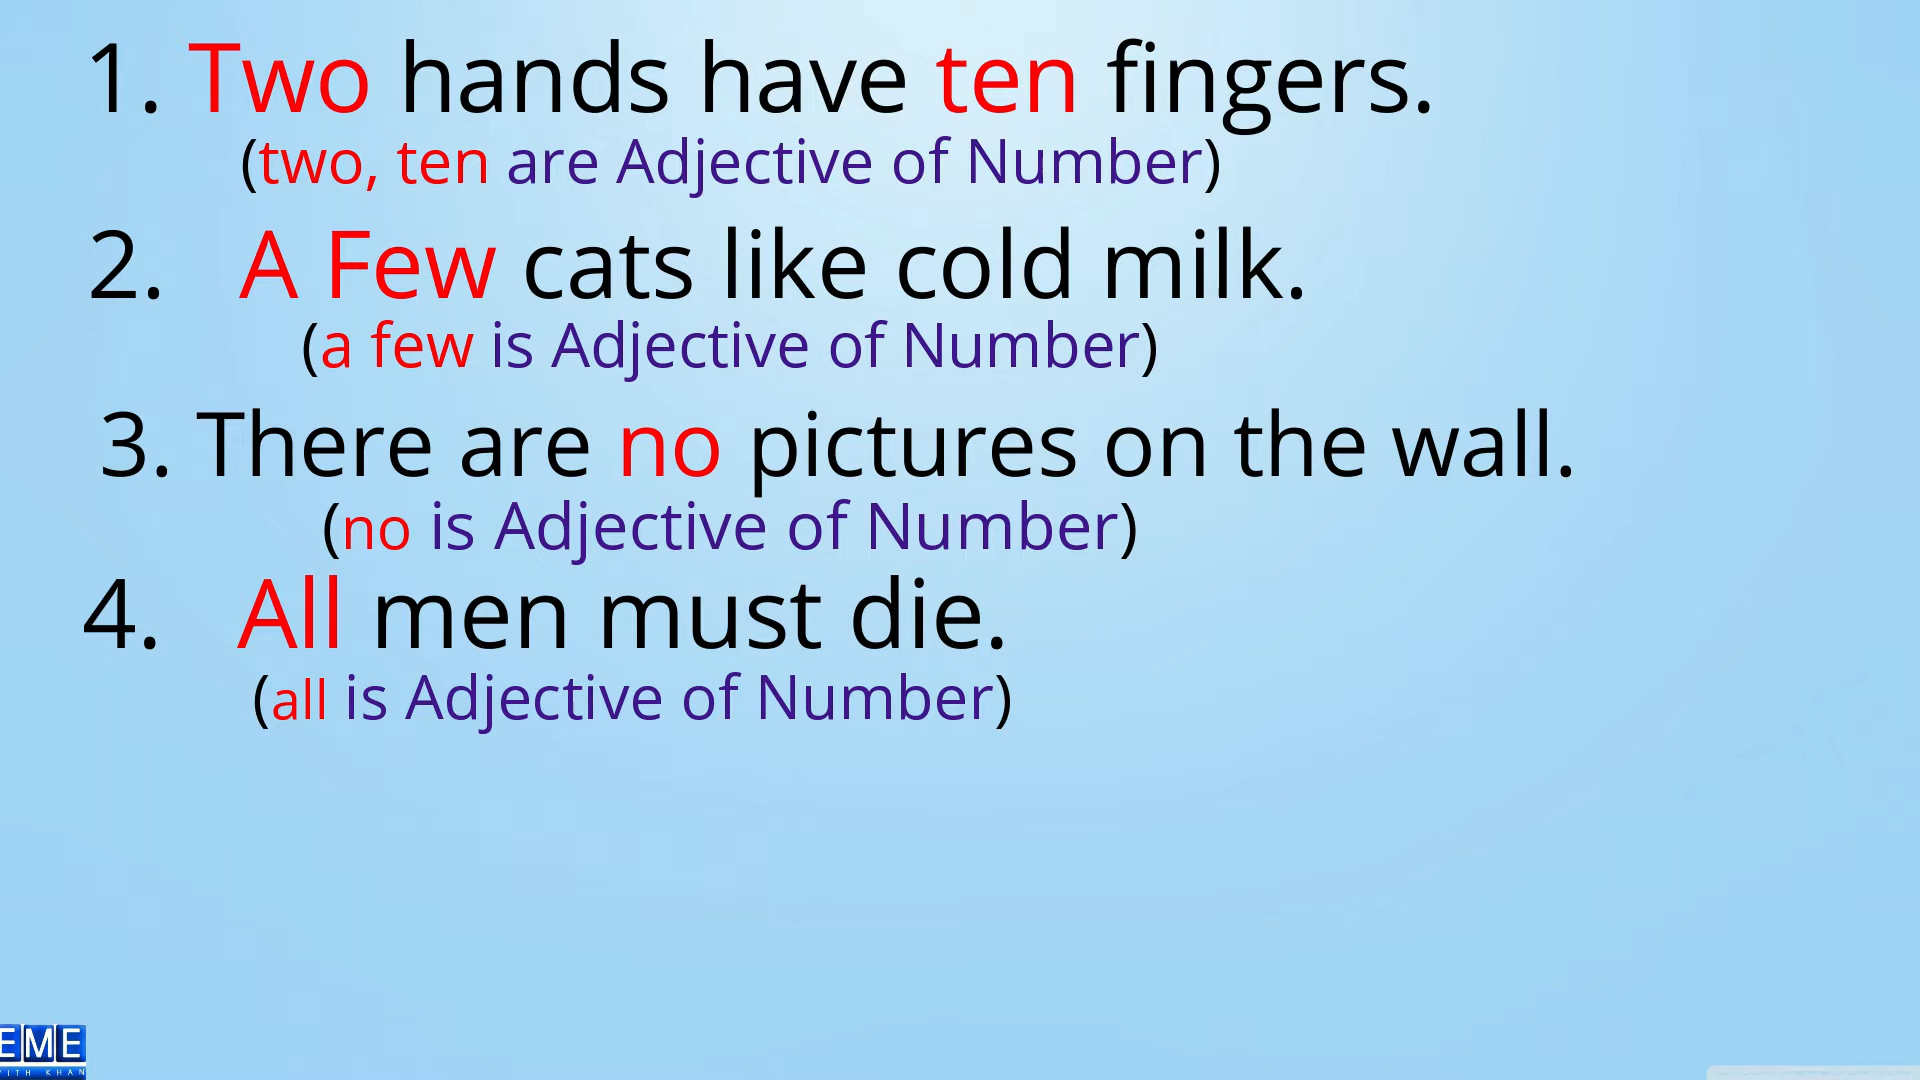 1. Two hands have ten fingers.
(two, ten are Adjective of Number)
2. A Few cats like cold milk.
(a few is Adjective of Number)
3. There are no pictures on the wall.
(no is Adjective of Number)
4. All men must die.
(all is Adjective of Number)
EME
WITH KHAN